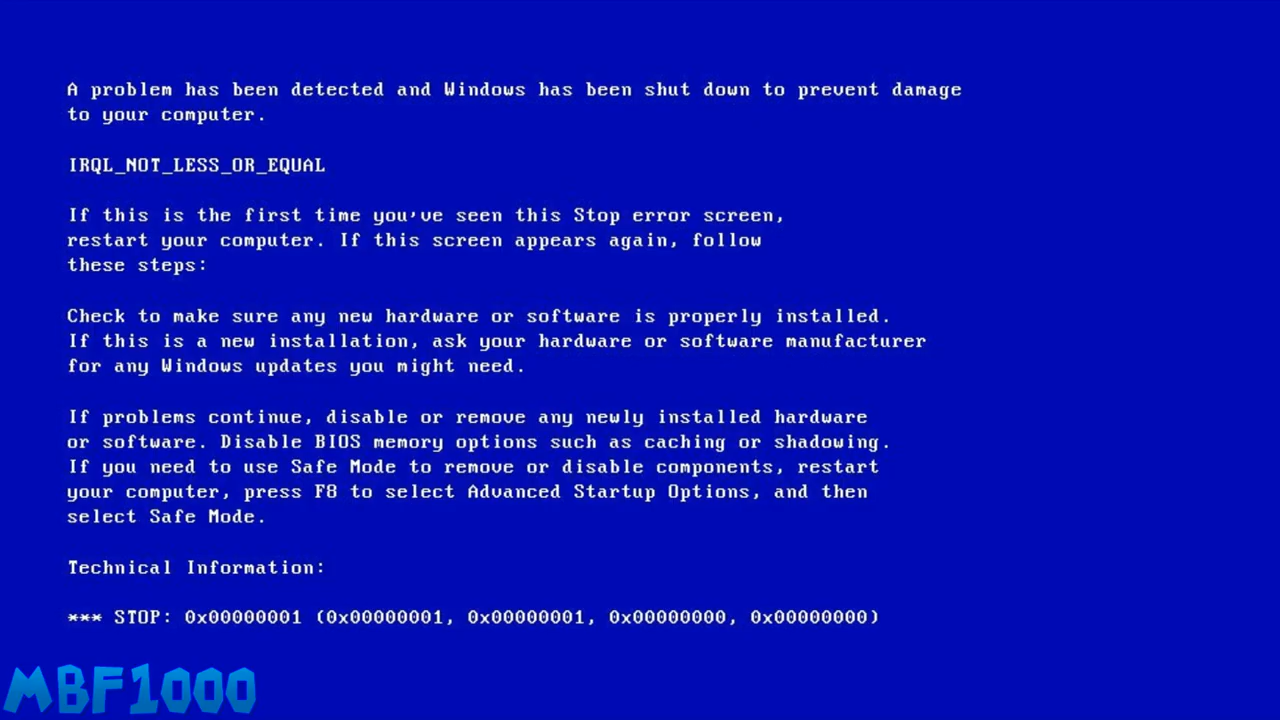 A problem has been detected and Windows has been shut down to prevent damage
to your computer.
IRQL_NOT_LESS_OR_EQUAL
If this is the first time you've seen this Stop error screen,
restart your computer. If this screen appears again, follow
these steps:
Check to make sure any new hardware or software is properly installed.
If this is a new installation, ask your hardware or software manufacturer
for any Windows updates you might need.
If problems continue, disable or remove any newly installed hardware
or software. Disable BIOS memory options such as caching or shadowing.
If you need to use Safe Mode to remove or disable components, restart
your computer, press F8 to select Advanced Startup Options, and then
select Safe Mode.
Technical Information:
*** STOP: 0x00000001 (0x00000001, 0x00000001, 0x00000000, 0x00000000)
MBF1000